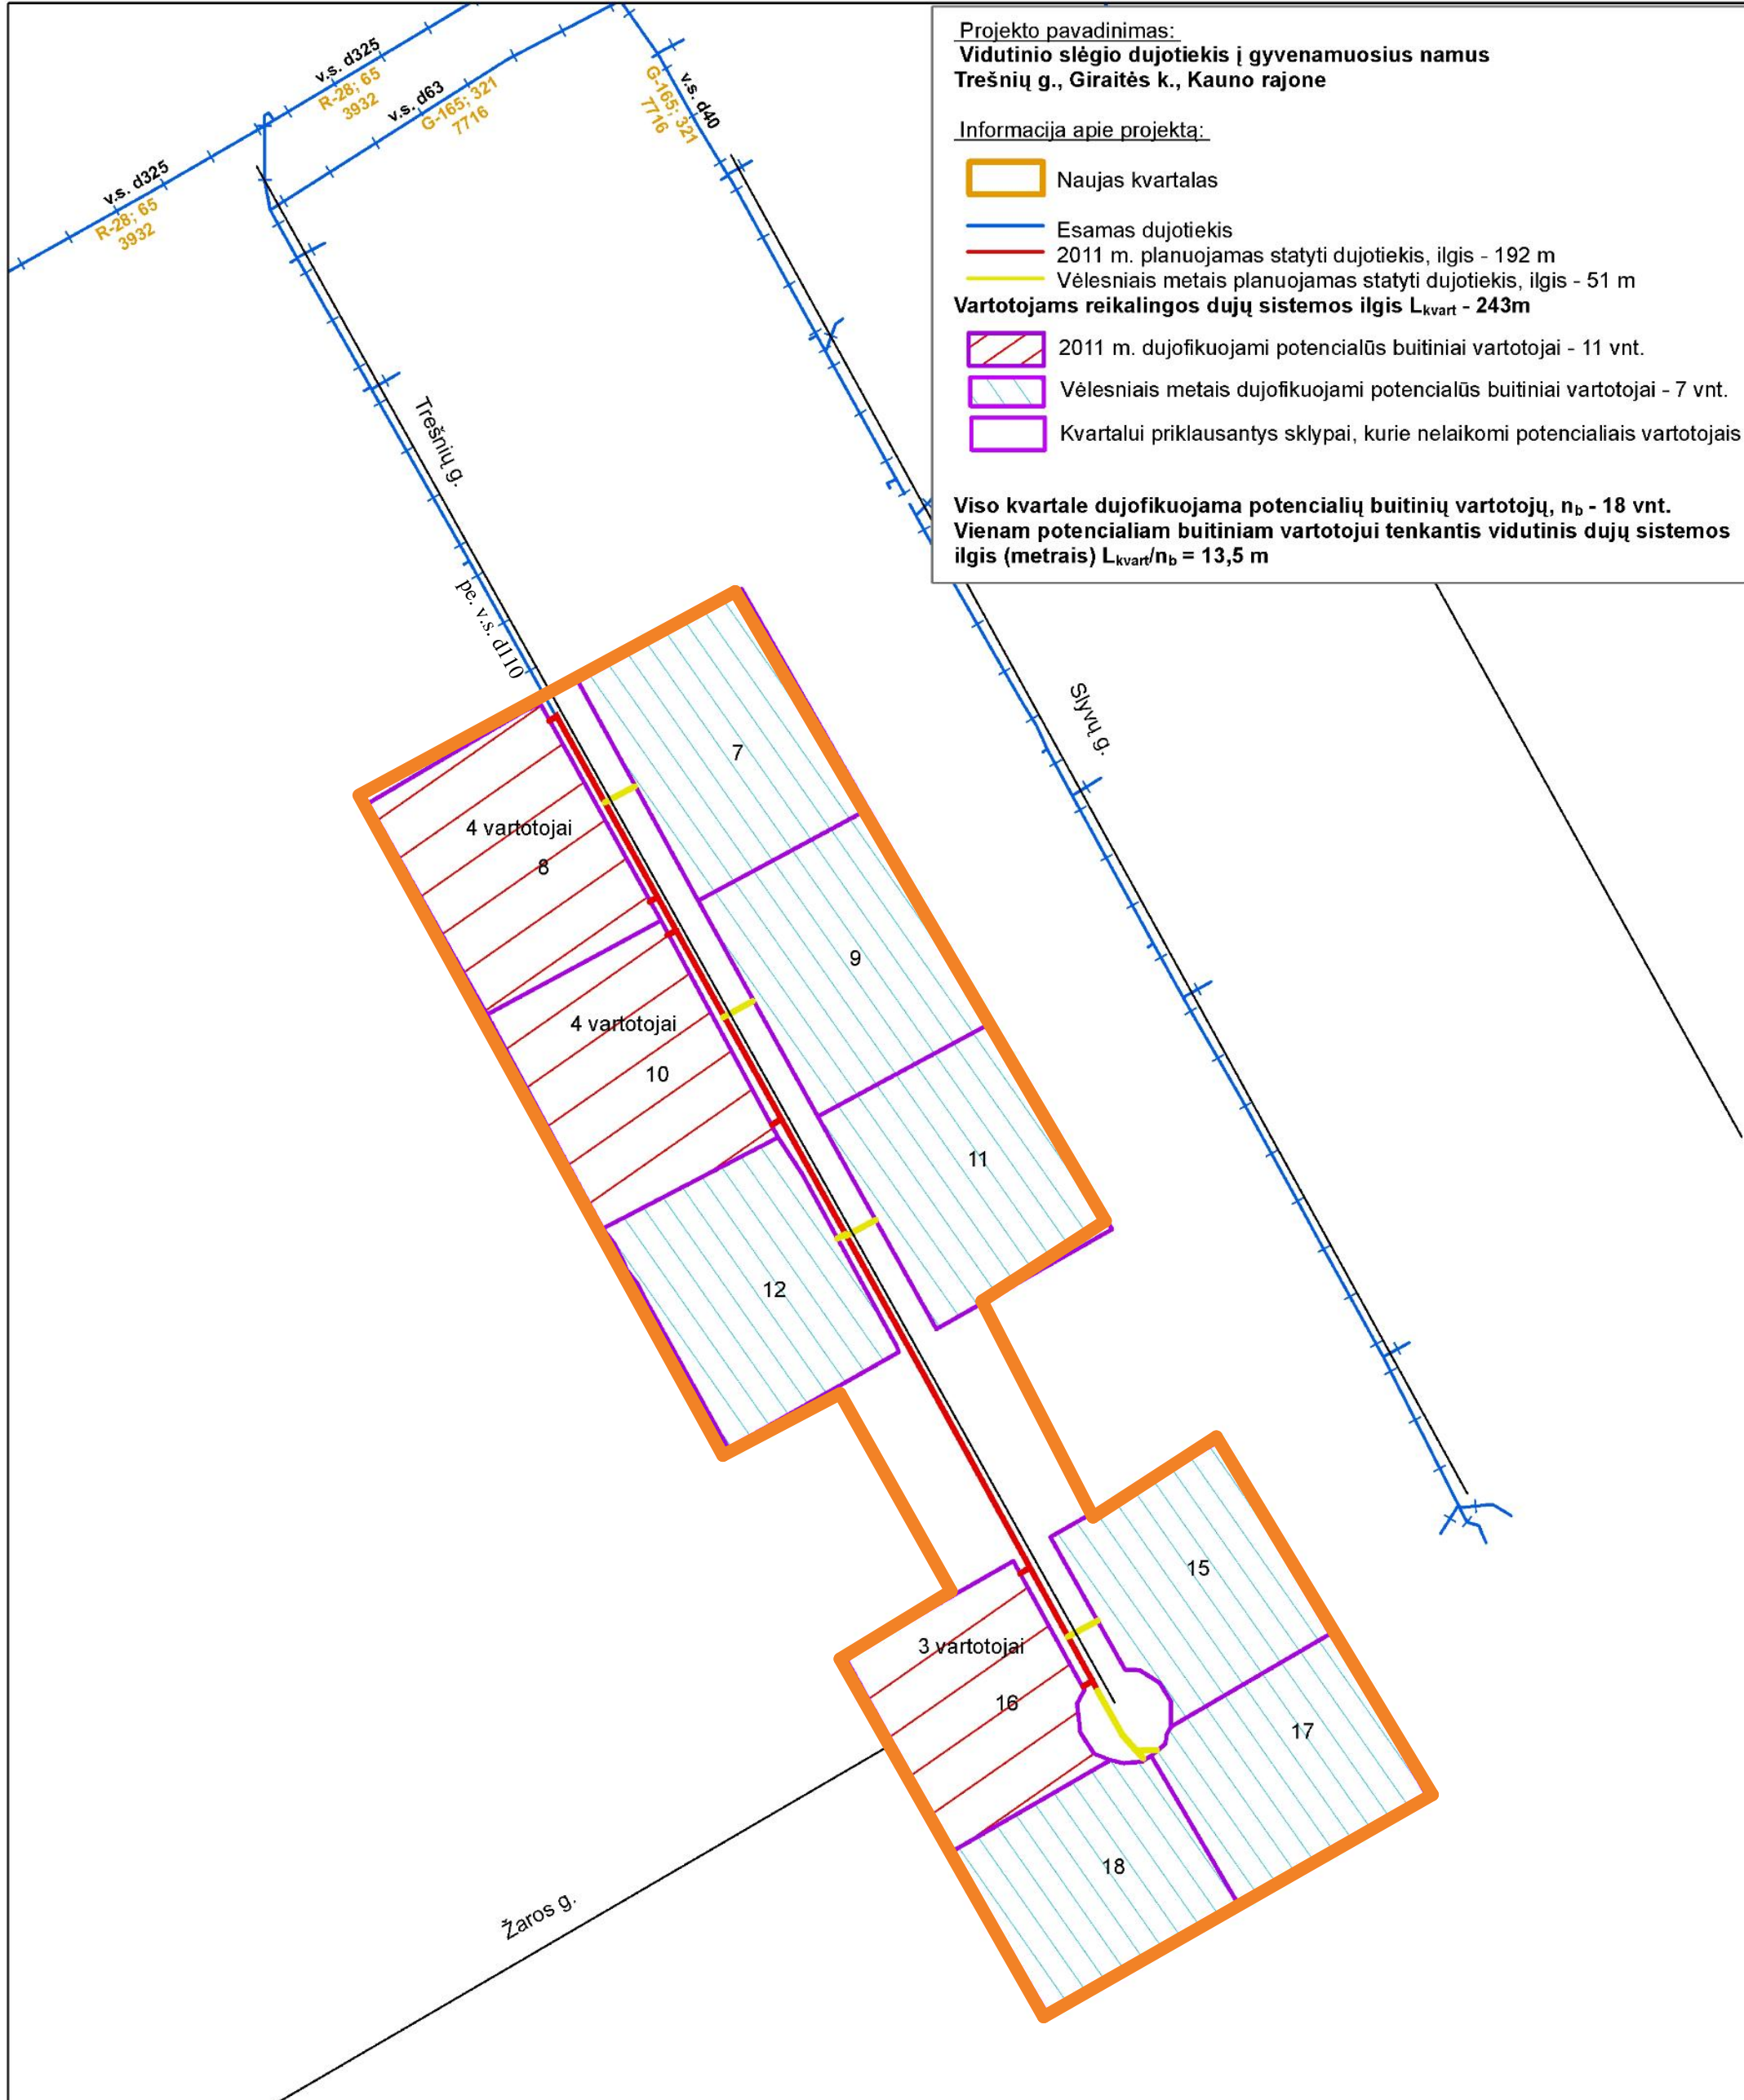 Projekto pavadinimas:
Vidutinio slėgio dujotiekis į gyvenamuosius namus
Trešnių g., Giraitės k., Kauno rajone
Informacija apie projektą:
Naujas kvartalas
Esamas dujotiekis
2011 m. planuojamas statyti dujotiekis, ilgis - 192 m
Vėlesniais metais planuojamas statyti dujotiekis, ilgis - 51 m
Vartotojams reikalingos dujų sistemos ilgis Lkvart - 243m
2011 m. dujofikuojami potencialūs buitiniai vartotojai - 11 vnt.
Vėlesniais metais dujofikuojami potencialūs buitiniai vartotojai - 7 vnt.
Kvartalui priklausantys sklypai, kurie nelaikomi potencialiais vartotojais
Viso kvartale dujofikuojama potencialių buitinių vartotojų, nb - 18 vnt.
Vienam potencialiam buitiniam vartotojui tenkantis vidutinis dujų sistemos
ilgis (metrais) Lkvart/nb = 13,5 m
v.s. d325
R-28; 65
3932
v.s. d63
G-165; 321
7716
v.s. d40
G-165; 321
7716
v.s. d325
R-28; 65
3932
Trešnių g.
pe. v.s. d110
Slyvų g.
7
4 vartotojai
8
9
4 vartotojai
10
11
12
15
3 vartotojai
16
17
18
Žaros g.